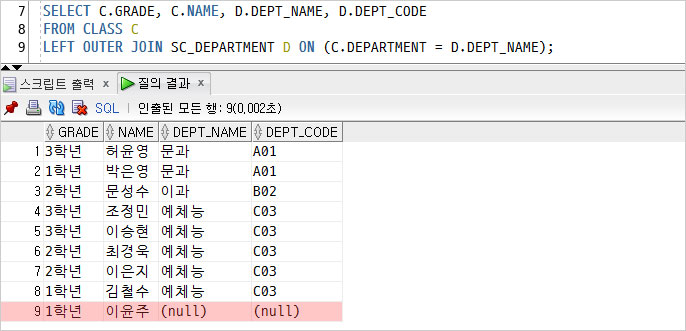 7 SELECT C.GRADE, C.NAME, D.DEPT_NAME, D.DEPT_CODE
8 FROM CLASS C
9 LEFT OUTER JOIN SC_DEPARTMENT D ON (C.DEPARTMENT = D.DEPT_NAME);
스크립트 출력 x 질의 결과 x
SQL | 인출된 모든 행: 9(0,002초)
GRADE NAME DEPT_NAME DEPT_CODE
1 3학년 허윤영 문과 A01
2 1학년 박은영 문과 A01
3 2학년 문성수 이과 B02
4 3학년 조정민 예체능 C03
5 3학년 이승현 예체능 C03
6 2학년 최경욱 예체능 C03
7 2학년 이은지 예체능 C03
8 1학년 김철수 예체능 C03
9 1학년 이윤주 (null) (null)